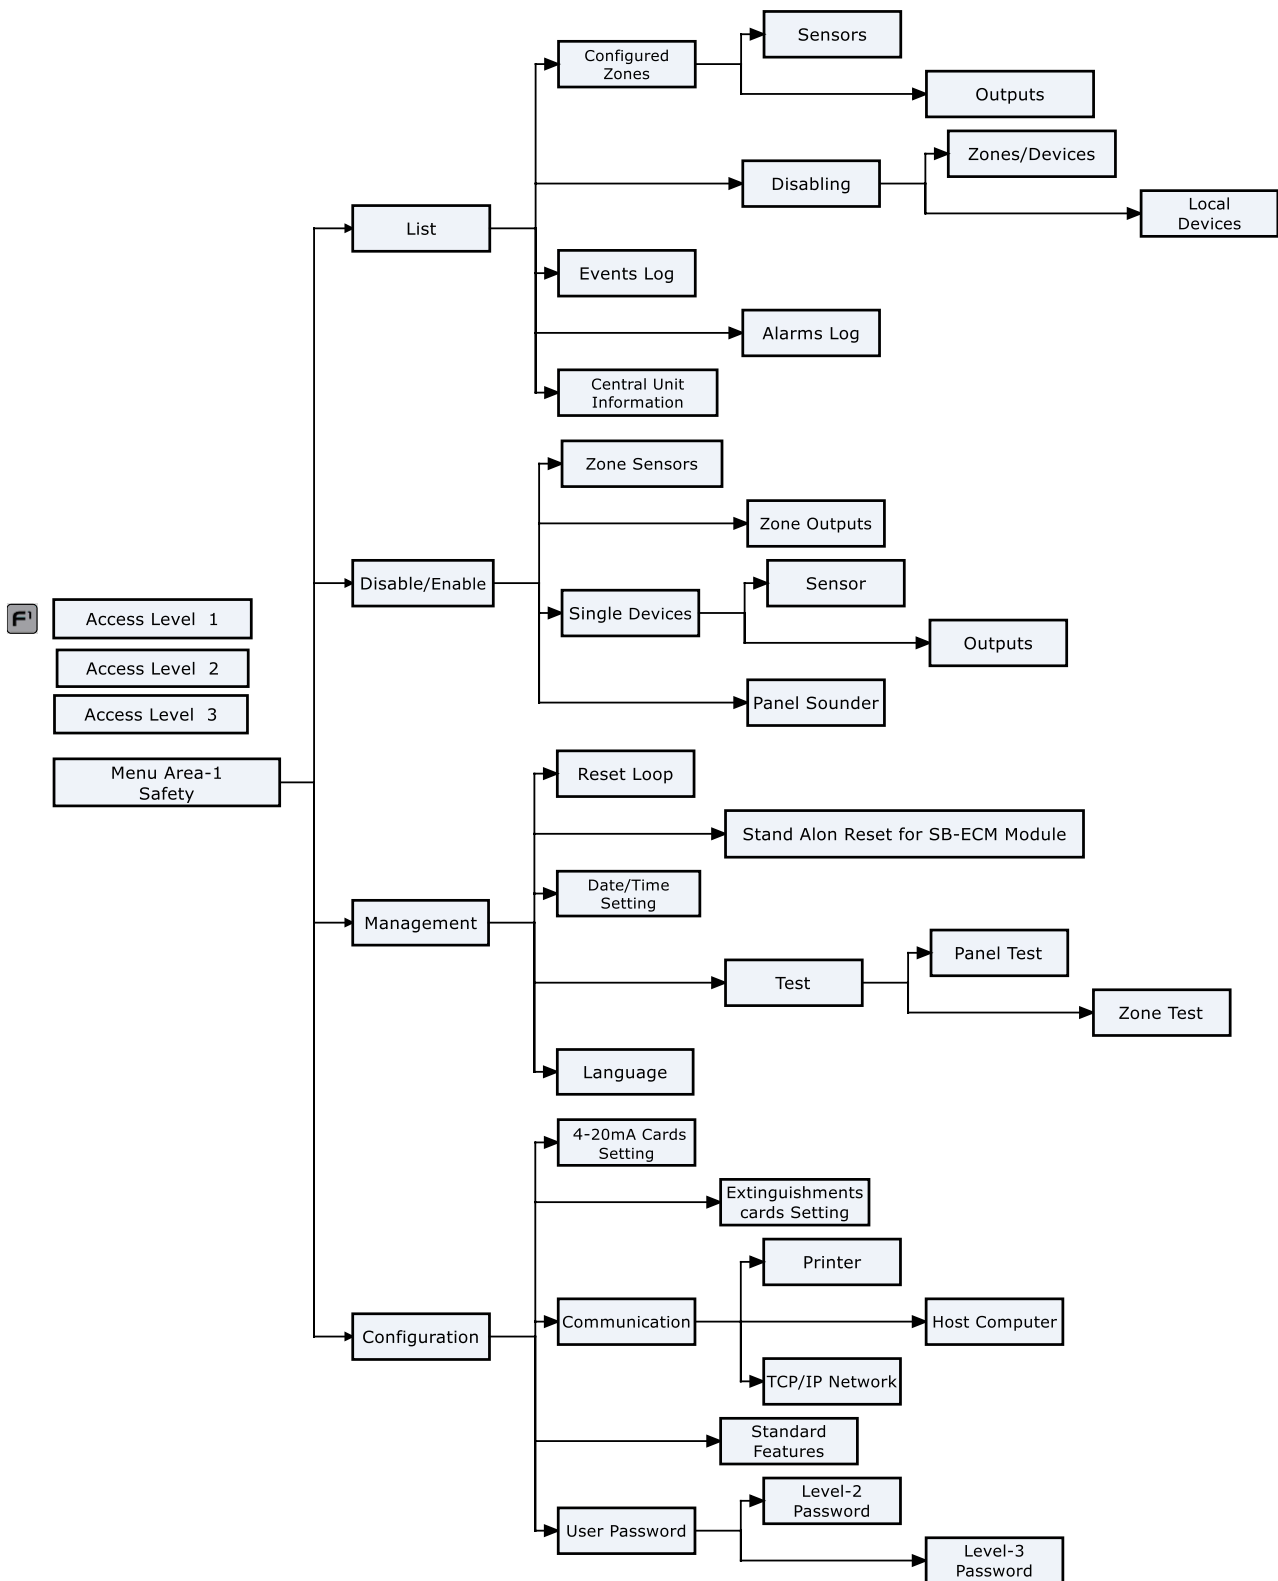 Sensors
Configured
Zones
Outputs
Zones/Devices
Disabling
Local
Devices
List
Events Log
Alarms Log
Central Unit
Information
Zone Sensors
Zone Outputs
Disable/Enable
Sensor
Single Devices
F1
Access Level 1
Outputs
Access Level 2
Panel Sounder
Access Level 3
Menu Area-1
Safety
Reset Loop
Stand Alon Reset for SB-ECM Module
Date/Time
Setting
Management
Panel Test
Test
Zone Test
Language
4-20mA Cards
Setting
Extinguishments
cards Setting
Printer
Communication
Host Computer
Configuration
TCP/IP Network
Standard
Features
Level-2
Password
User Password
Level-3
Password